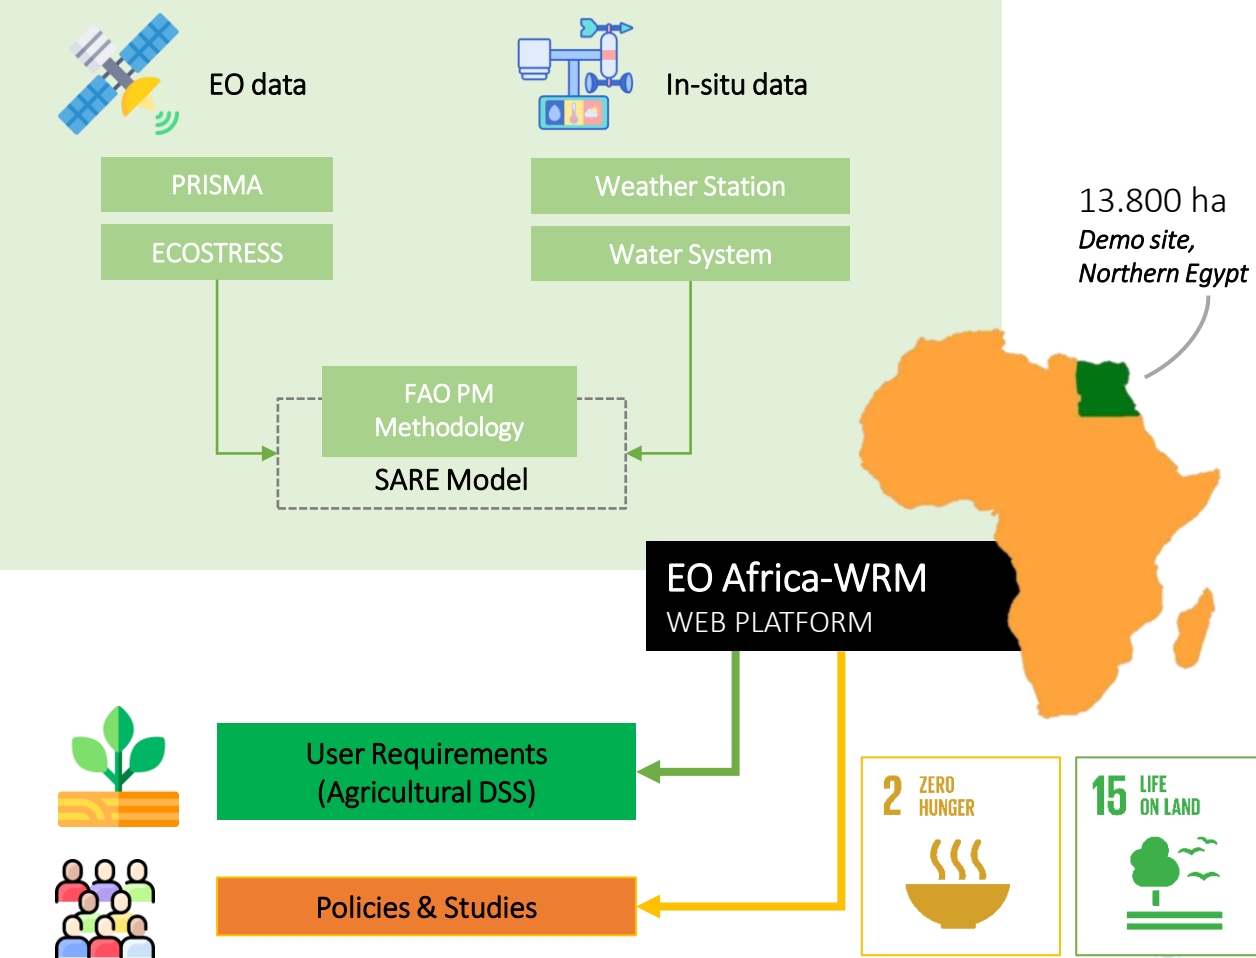 EO data
In-situ data
PRISMA
ECOSTRESS
Weather Station
Water System
13.800 ha
Demo site,
Northern Egypt
FAO PM
Methodology
SARE Model
EO Africa-WRM
WEB PLATFORM
User Requirements
(Agricultural DSS)
Policies & Studies
2 ZERO
HUNGER
15 LIFE
ON LAND